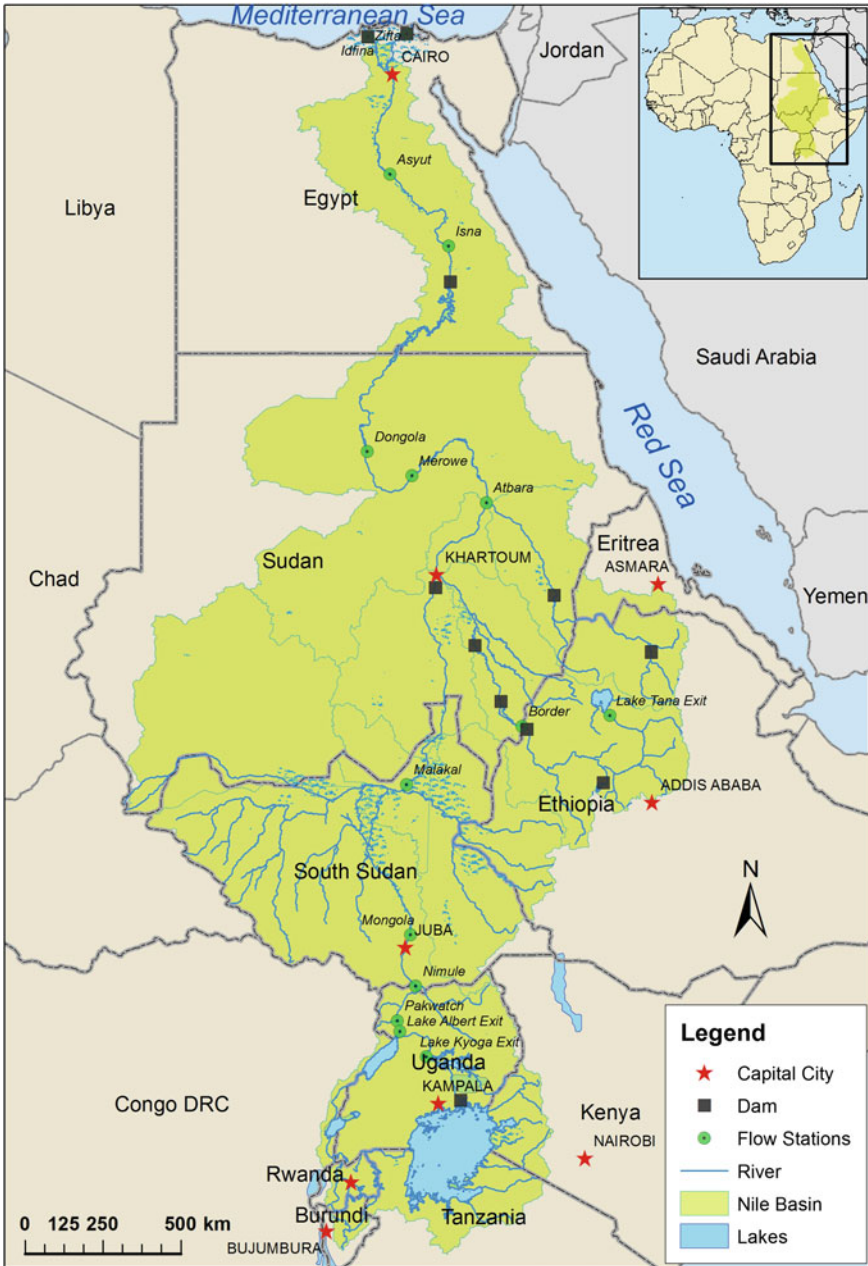 Mediterranean Sea
Zifta
Idfina
CAIRO
Jordan
Asyut
Libya
Egypt
Isna
Saudi Arabia
Red Sea
Dongola
Merowe
Atbara
Eritrea
Sudan
KHARTOUM
ASMARA
Chad
Yemen
Lake Tana Exit
Border
Malakal
ADDIS ABABA
Ethiopia
South Sudan
N
Mongola
JUBA
Nimule
Pakwatch
Lake Albert Exit
Lake Kyoga Exit
Uganda
KAMPALA
Congo DRC
Kenya
NAIROBI
Rwanda
Burundi
Tanzania
BUJUMBURA
0 125 250 500 km
Legend
Capital City
Dam
Flow Stations
River
Nile Basin
Lakes